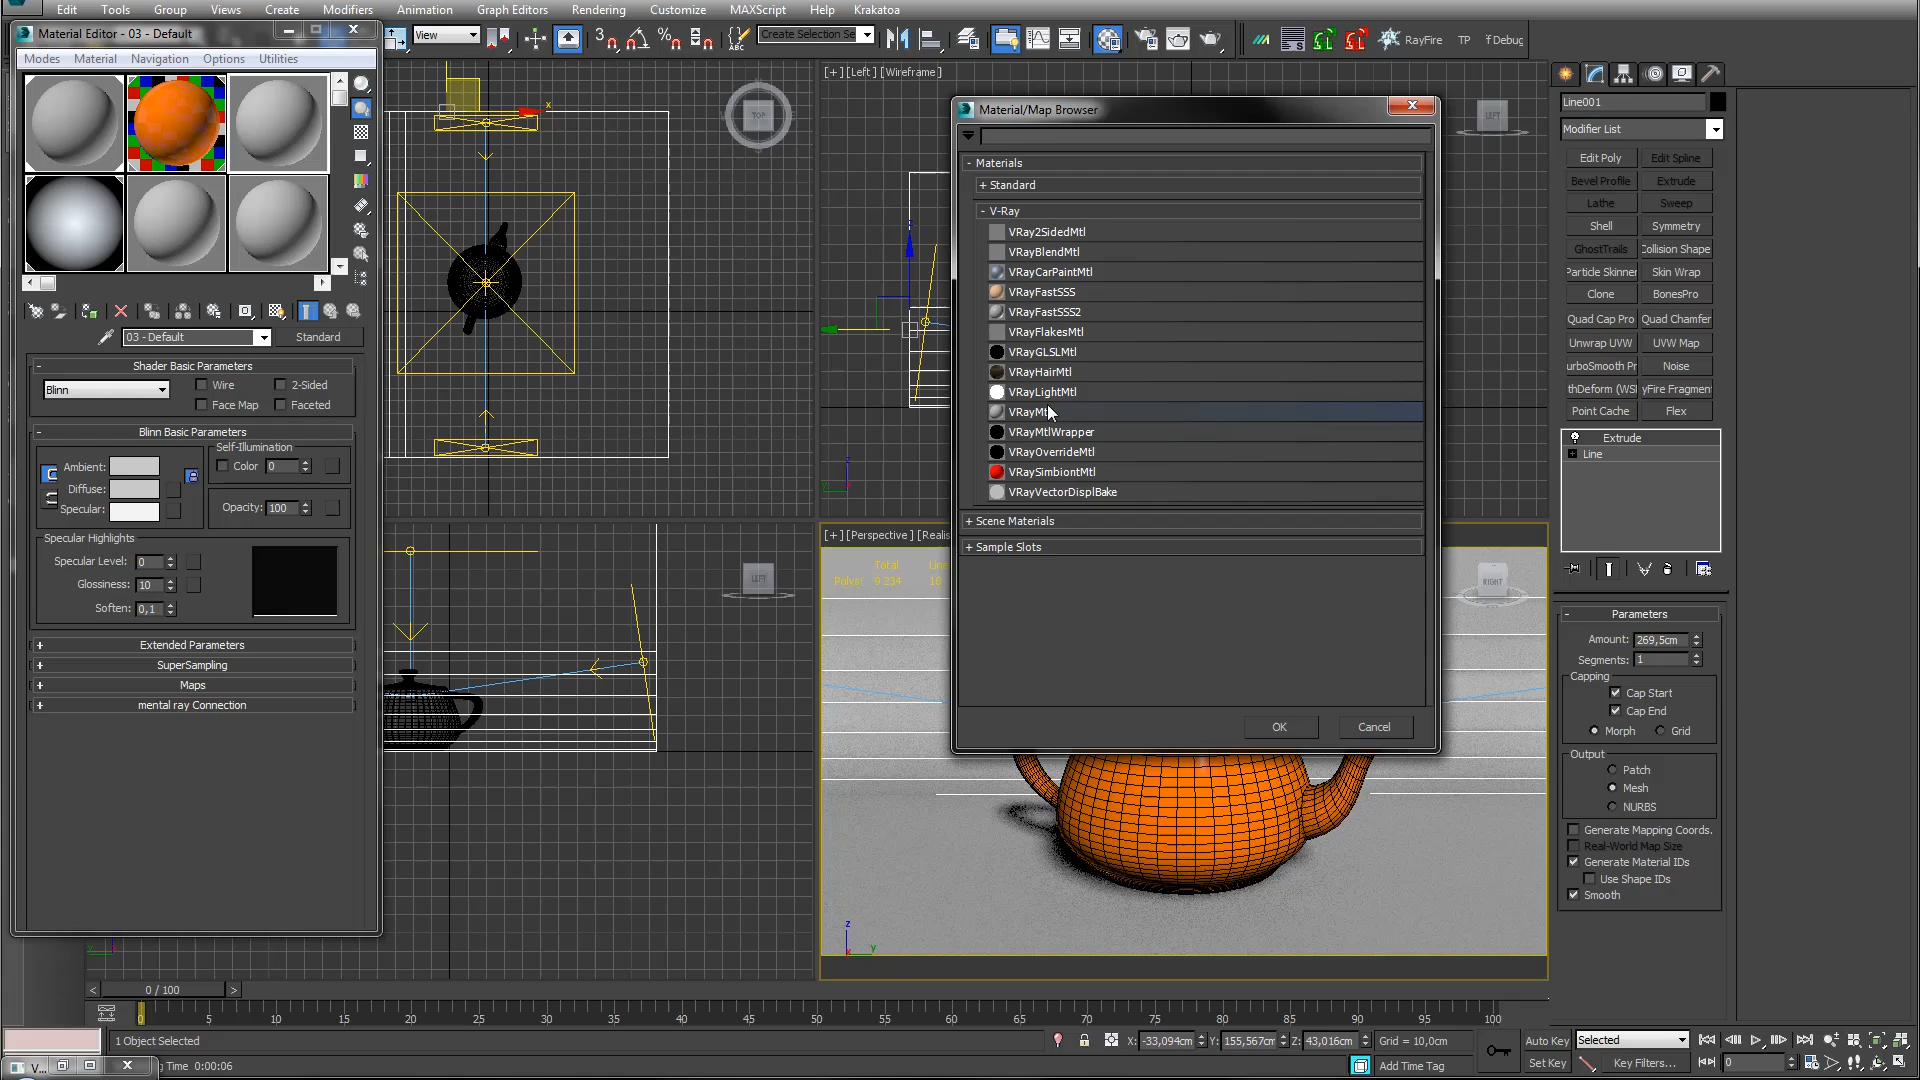 Edit Tools Group Views Create Modifiers Animation Graph Editors Rendering Customize MAXScript Help Krakatoa
Material Editor - 03 - Default
View
Create Selection Se
RayFire TP Debug
Modes Material Navigation Options Utilities
[+] [Left] [Wireframe]
TOP
LEFT
Material/Map Browser
- Materials
+ Standard
- V-Ray
VRay2SidedMtl
VRayBlendMtl
VRayCarPaintMtl
VRayFastSSS
VRayFastSSS2
VRayFlakesMtl
VRayGLSLMtl
VRayHairMtl
VRayLightMtl
VRayMtl
VRayMtlWrapper
VRayOverrideMtl
VRaySimbiontMtl
VRayVectorDisplBake
+ Scene Materials
+ Sample Slots
OK Cancel
03 - Default Standard
Shader Basic Parameters
Blinn
Wire 2-Sided
Face Map Faceted
Blinn Basic Parameters
Self-Illumination
Ambient: Color 0
Diffuse:
Specular: Opacity: 100
Specular Highlights
Specular Level: 0
Glossiness: 10
Soften: 0,1
Extended Parameters
SuperSampling
Maps
mental ray Connection
LEFT
[+] [Perspective] [Realis
Total
Polys: 9 234
RIGHT
Line001
Modifier List
Edit Poly Edit Spline
Bevel Profile Extrude
Lathe Sweep
Shell Symmetry
GhostTrails Collision Shape
Particle Skinner Skin Wrap
Clone BonesPro
Quad Cap Pro Quad Chamfer
Unwrap UVW UVW Map
urboSmooth Pr Noise
thDeform (WS yFire Fragmen
Point Cache Flex
Extrude
Line
Parameters
Amount: 269,5cm
Segments: 1
Capping
Cap Start
Cap End
Morph Grid
Output
Patch
Mesh
NURBS
Generate Mapping Coords.
Real-World Map Size
Generate Material IDs
Use Shape IDs
Smooth
0 / 100
0 5 10 15 20 25 30 35 40 45 50 55 60 65 70 75 80 85 90 95 100
1 Object Selected X: -33,094cm Y: 155,567cm Z: 43,016cm Grid = 10,0cm Auto Key Selected
V... Time 0:00:06 Add Time Tag Set Key Key Filters... 0